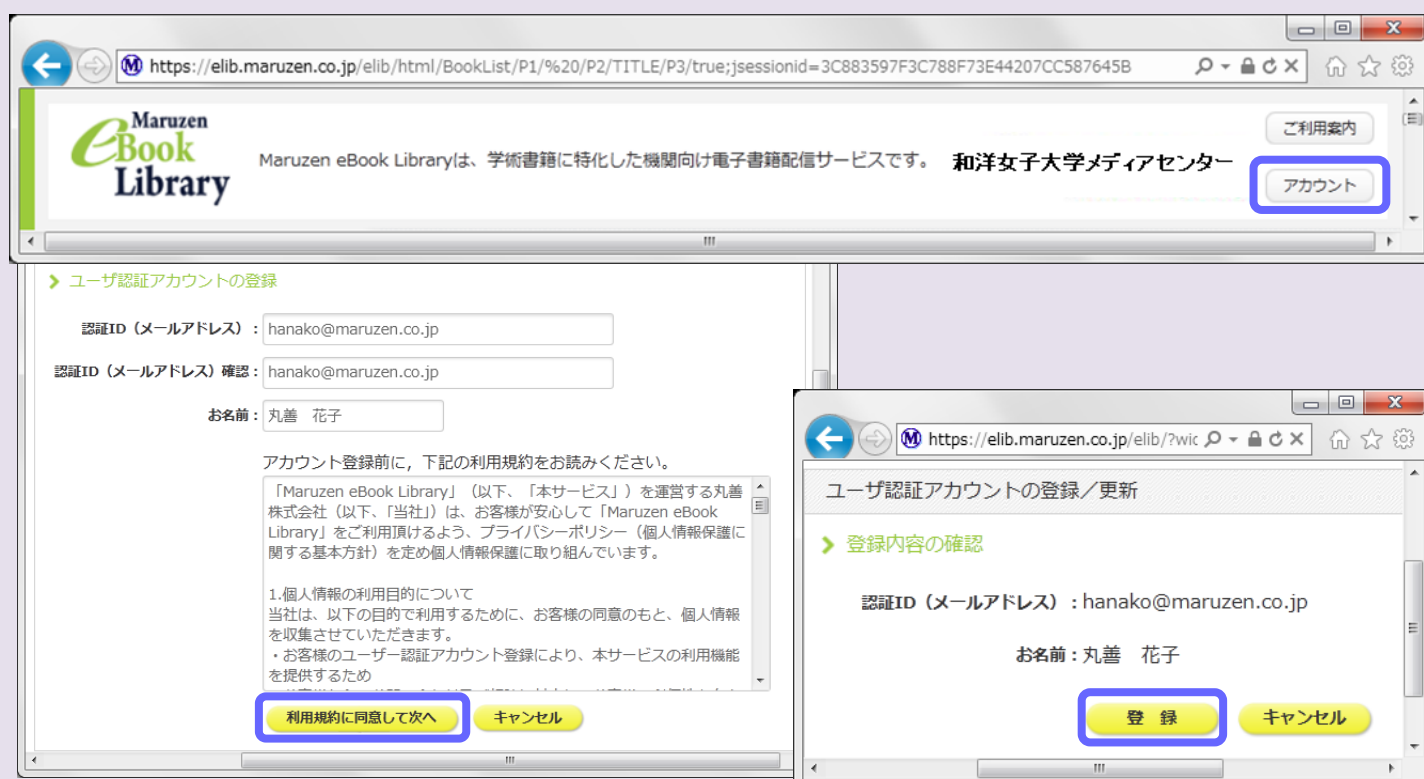 https://elib.maruzen.co.jp/elib/html/BookList/P1/%20/P2/TITLE/P3/true;jsessionid=3C883597F3C788F73E44207CC587645B
Maruzen
eBook
Library
Maruzen eBook Libraryは、学術書籍に特化した機関向け電子書籍配信サービスです。
和洋女子大学メディアセンター
ご利用案内
アカウント
ユーザ認証アカウントの登録
認証ID（メールアドレス）：hanako@maruzen.co.jp
認証ID（メールアドレス）確認：hanako@maruzen.co.jp
お名前：丸善　花子
アカウント登録前に，下記の利用規約をお読みください。
「Maruzen eBook Library」（以下、「本サービス」）を運営する丸善
株式会社（以下、「当社」）は、お客様が安心して「Maruzen eBook
Library」をご利用頂けるよう、プライバシーポリシー（個人情報保護に
関する基本方針）を定め個人情報保護に取り組んでいます。
1.個人情報の利用目的について
当社は、以下の目的で利用するために、お客様の同意のもと、個人情報
を収集させていただきます。
・お客様のユーザー認証アカウント登録により、本サービスの利用機能
を提供するため
利用規約に同意して次へ
キャンセル
https://elib.maruzen.co.jp/elib/?wic
ユーザ認証アカウントの登録／更新
登録内容の確認
認証ID（メールアドレス）：hanako@maruzen.co.jp
お名前：丸善　花子
登 録
キャンセル